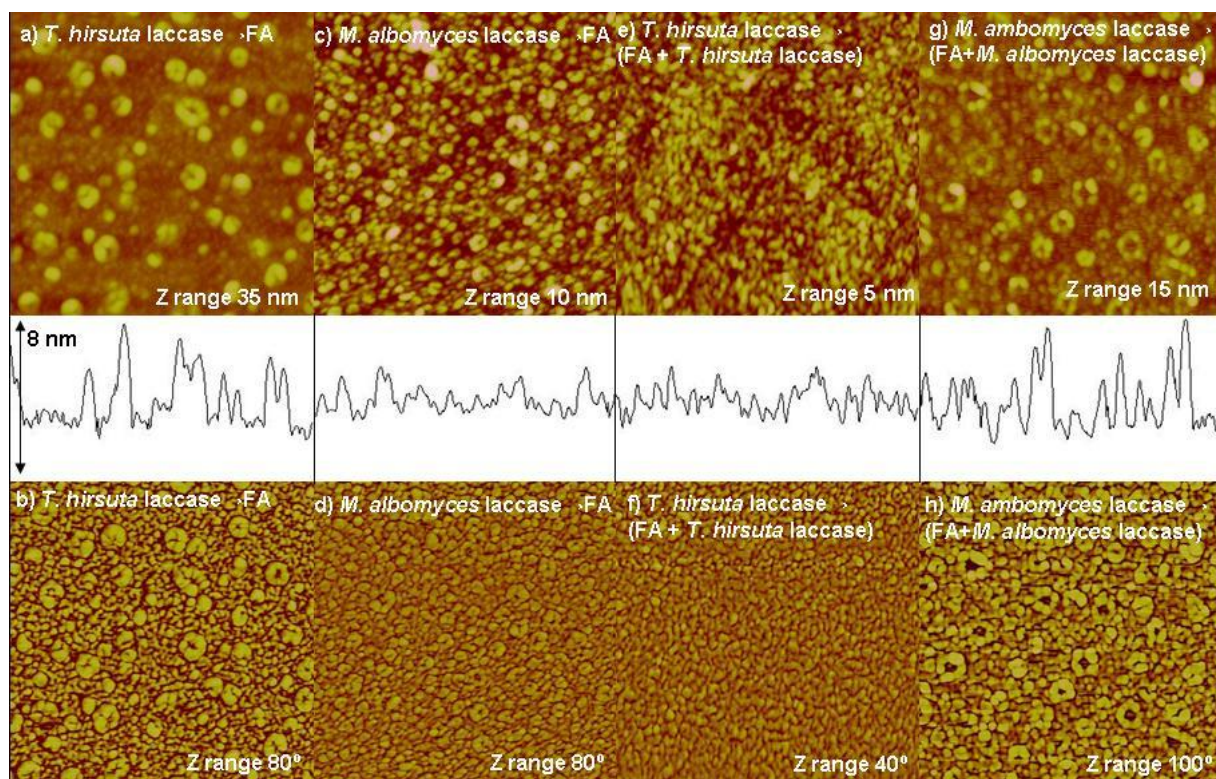 a) T. hirsuta laccase →FA
c) M. albomyces laccase →FA
e) T. hirsuta laccase →
(FA + T. hirsuta laccase)
g) M. ambomyces laccase →
(FA+M. albomyces laccase)
Z range 35 nm
Z range 10 nm
Z range 5 nm
Z range 15 nm
8 nm
b) T. hirsuta laccase →FA
d) M. albomyces laccase →FA
f) T. hirsuta laccase →
(FA + T. hirsuta laccase)
h) M. ambomyces laccase →
(FA+M. albomyces laccase)
Z range 80º
Z range 80º
Z range 40º
Z range 100º